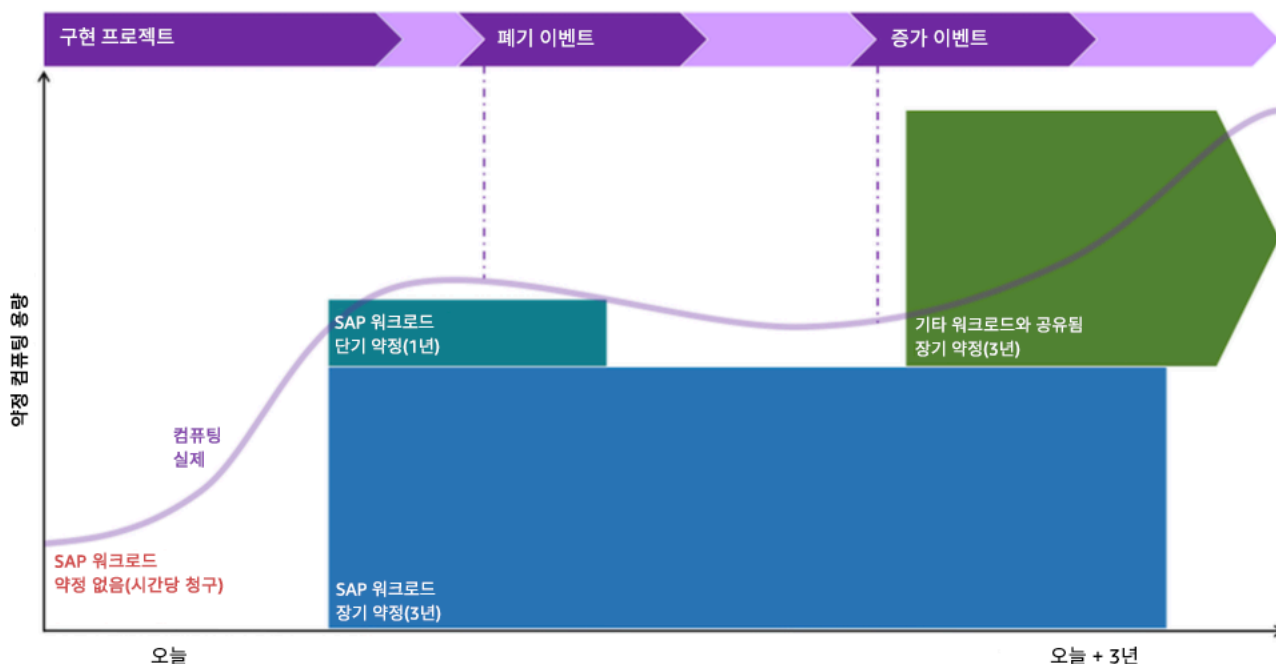 구현 프로젝트
폐기 이벤트
증가 이벤트
약정 컴퓨팅 용량
SAP 워크로드
단기 약정(1년)
기타 워크로드와 공유됨
장기 약정(3년)
컴퓨팅
실제
SAP 워크로드
약정 없음(시간당 청구)
SAP 워크로드
장기 약정(3년)
오늘
오늘 + 3년